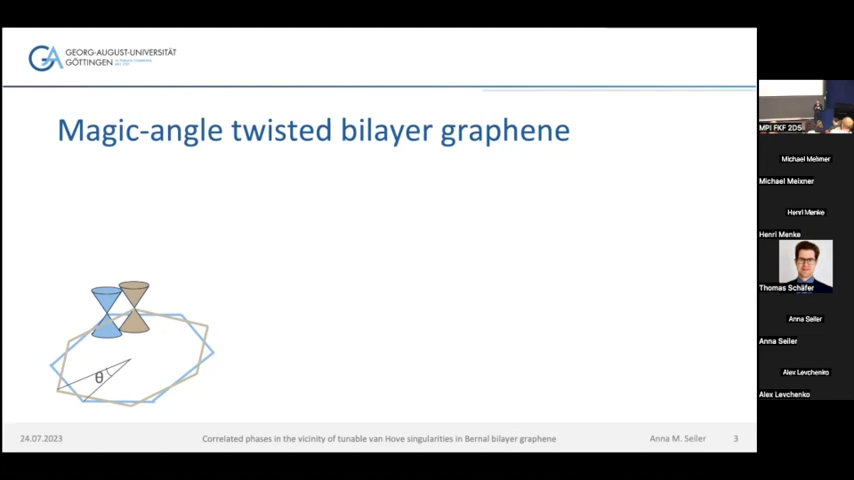 GEORG-AUGUST-UNIVERSITÄT
GÖTTINGEN
Magic-angle twisted bilayer graphene
θ
24.07.2023
Correlated phases in the vicinity of tunable van Hove singularities in Bernal bilayer graphene
Anna M. Seiler
3
MPI FKF 2D5
Michael Meixner
Michael Meixner
Henri Menke
Henri Menke
Thomas Schäfer
Anna Seiler
Anna Seiler
Alex Levchenko
Alex Levchenko